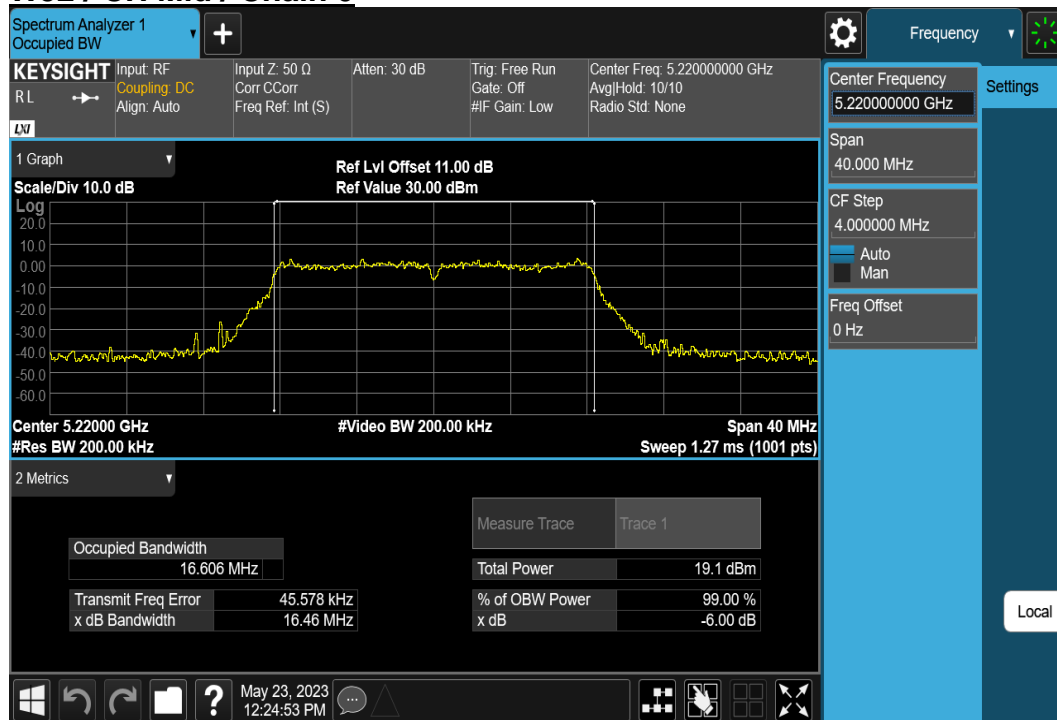 Spectrum Analyzer 1
Occupied BW
+
Frequency
KEYSIGHT
RL
LXI
Input: RF
Coupling: DC
Align: Auto
Input Z: 50 Ω
Corr CCorr
Freq Ref: Int (S)
Atten: 30 dB
Trig: Free Run
Gate: Off
#IF Gain: Low
Center Freq: 5.220000000 GHz
Avg|Hold: 10/10
Radio Std: None
Center Frequency
5.220000000 GHz
Settings
Span
40.000 MHz
CF Step
4.000000 MHz
Auto
Man
Freq Offset
0 Hz
1 Graph
Scale/Div 10.0 dB
Ref Lvl Offset 11.00 dB
Ref Value 30.00 dBm
Log
20.0
10.0
0.00
-10.0
-20.0
-30.0
-40.0
-50.0
-60.0
Center 5.22000 GHz
#Video BW 200.00 kHz
Span 40 MHz
#Res BW 200.00 kHz
Sweep 1.27 ms (1001 pts)
2 Metrics
Measure Trace Trace 1
Occupied Bandwidth
16.606 MHz
Total Power 19.1 dBm
Transmit Freq Error 45.578 kHz
% of OBW Power 99.00 %
x dB Bandwidth 16.46 MHz
x dB -6.00 dB
Local
?
May 23, 2023
12:24:53 PM